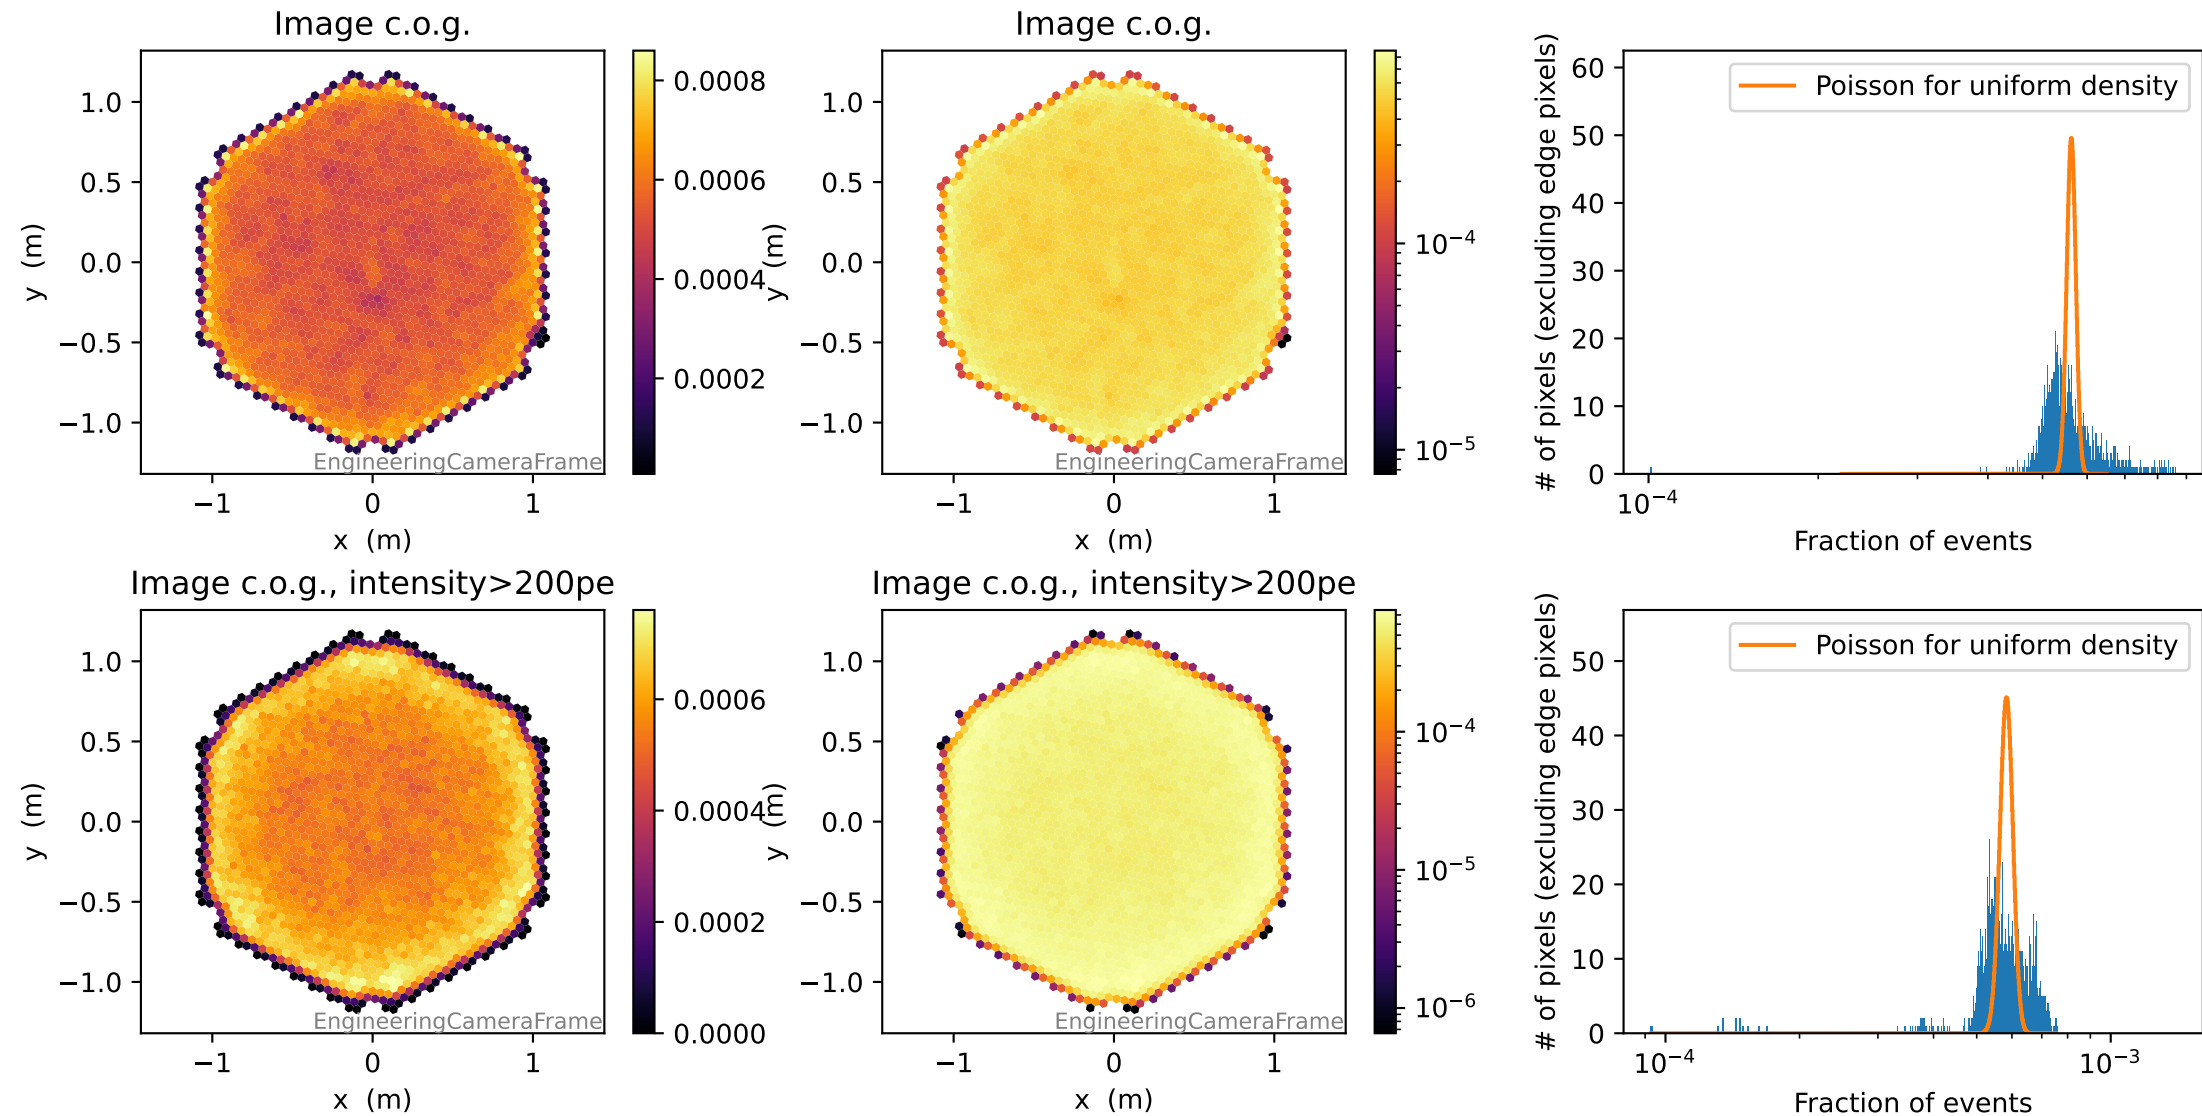 Image c.o.g.
1.0
0.5
0.0
−0.5
−1.0
y (m)
−1
0
1
x (m)
EngineeringCameraFrame
0.0008
0.0006
0.0004
0.0002
Image c.o.g.
1.0
0.5
0.0
−0.5
−1.0
y (m)
−1
0
1
x (m)
EngineeringCameraFrame
10⁻⁴
10⁻⁵
# of pixels (excluding edge pixels)
60
50
40
30
20
10
0
Poisson for uniform density
10⁻⁴
Fraction of events
Image c.o.g., intensity>200pe
1.0
0.5
0.0
−0.5
−1.0
y (m)
−1
0
1
x (m)
EngineeringCameraFrame
0.0006
0.0004
0.0002
0.0000
Image c.o.g., intensity>200pe
1.0
0.5
0.0
−0.5
−1.0
y (m)
−1
0
1
x (m)
EngineeringCameraFrame
10⁻⁴
10⁻⁵
10⁻⁶
# of pixels (excluding edge pixels)
50
40
30
20
10
0
Poisson for uniform density
10⁻⁴
10⁻³
Fraction of events